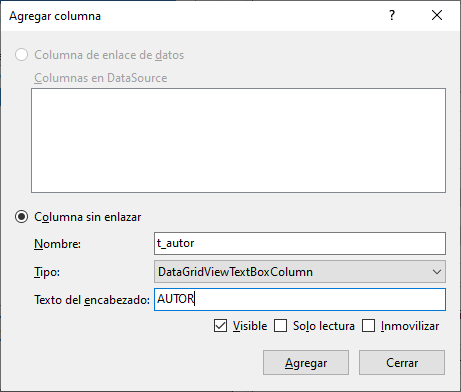 Agregar columna
Columna de enlace de datos
Columnas en DataSource
Columna sin enlazar
Nombre: t_autor
Tipo: DataGridViewTextBoxColumn
Texto del encabezado: AUTOR
Visible Solo lectura Inmovilizar
Agregar Cerrar